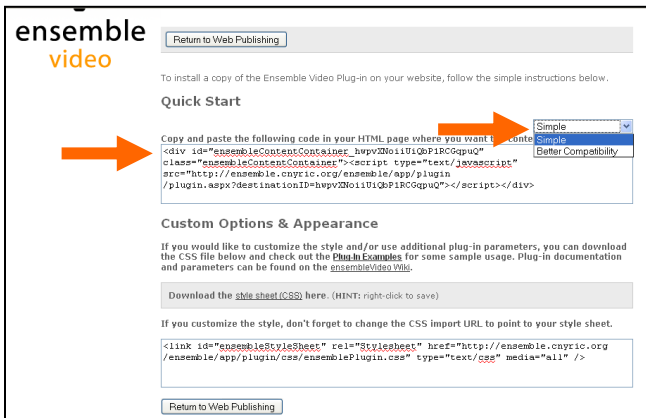 ensemble
video
Return to Web Publishing
To install a copy of the Ensemble Video Plug-in on your website, follow the simple instructions below.
Quick Start
Simple
Copy and paste the following code in your HTML page where you want the conte
Simple
Better Compatibility
<div id="ensembleContentContainer_hwpvXNoiiUiQbPiRCGqpuQ"
class="ensembleContentContainer"><script type="text/javascript"
src="http://ensemble.cnyric.org/ensemble/app/plugin
/plugin.aspx?destinationID=hwpvXNoiiUiQbPiRCGqpuQ"></script></div>
Custom Options & Appearance
If you would like to customize the style and/or use additional plug-in parameters, you can download
the CSS file below and check out the Plug-In Examples for some sample usage. Plug-in documentation
and parameters can be found on the ensembleVideo Wiki.
Download the style sheet (CSS) here. (HINT: right-click to save)
If you customize the style, don't forget to change the CSS import URL to point to your style sheet.
<link id="ensembleStyleSheet" rel="Stylesheet" href="http://ensemble.cnyric.org
/ensemble/app/plugin/css/ensemblePlugin.css" type="text/css" media="all" />
Return to Web Publishing